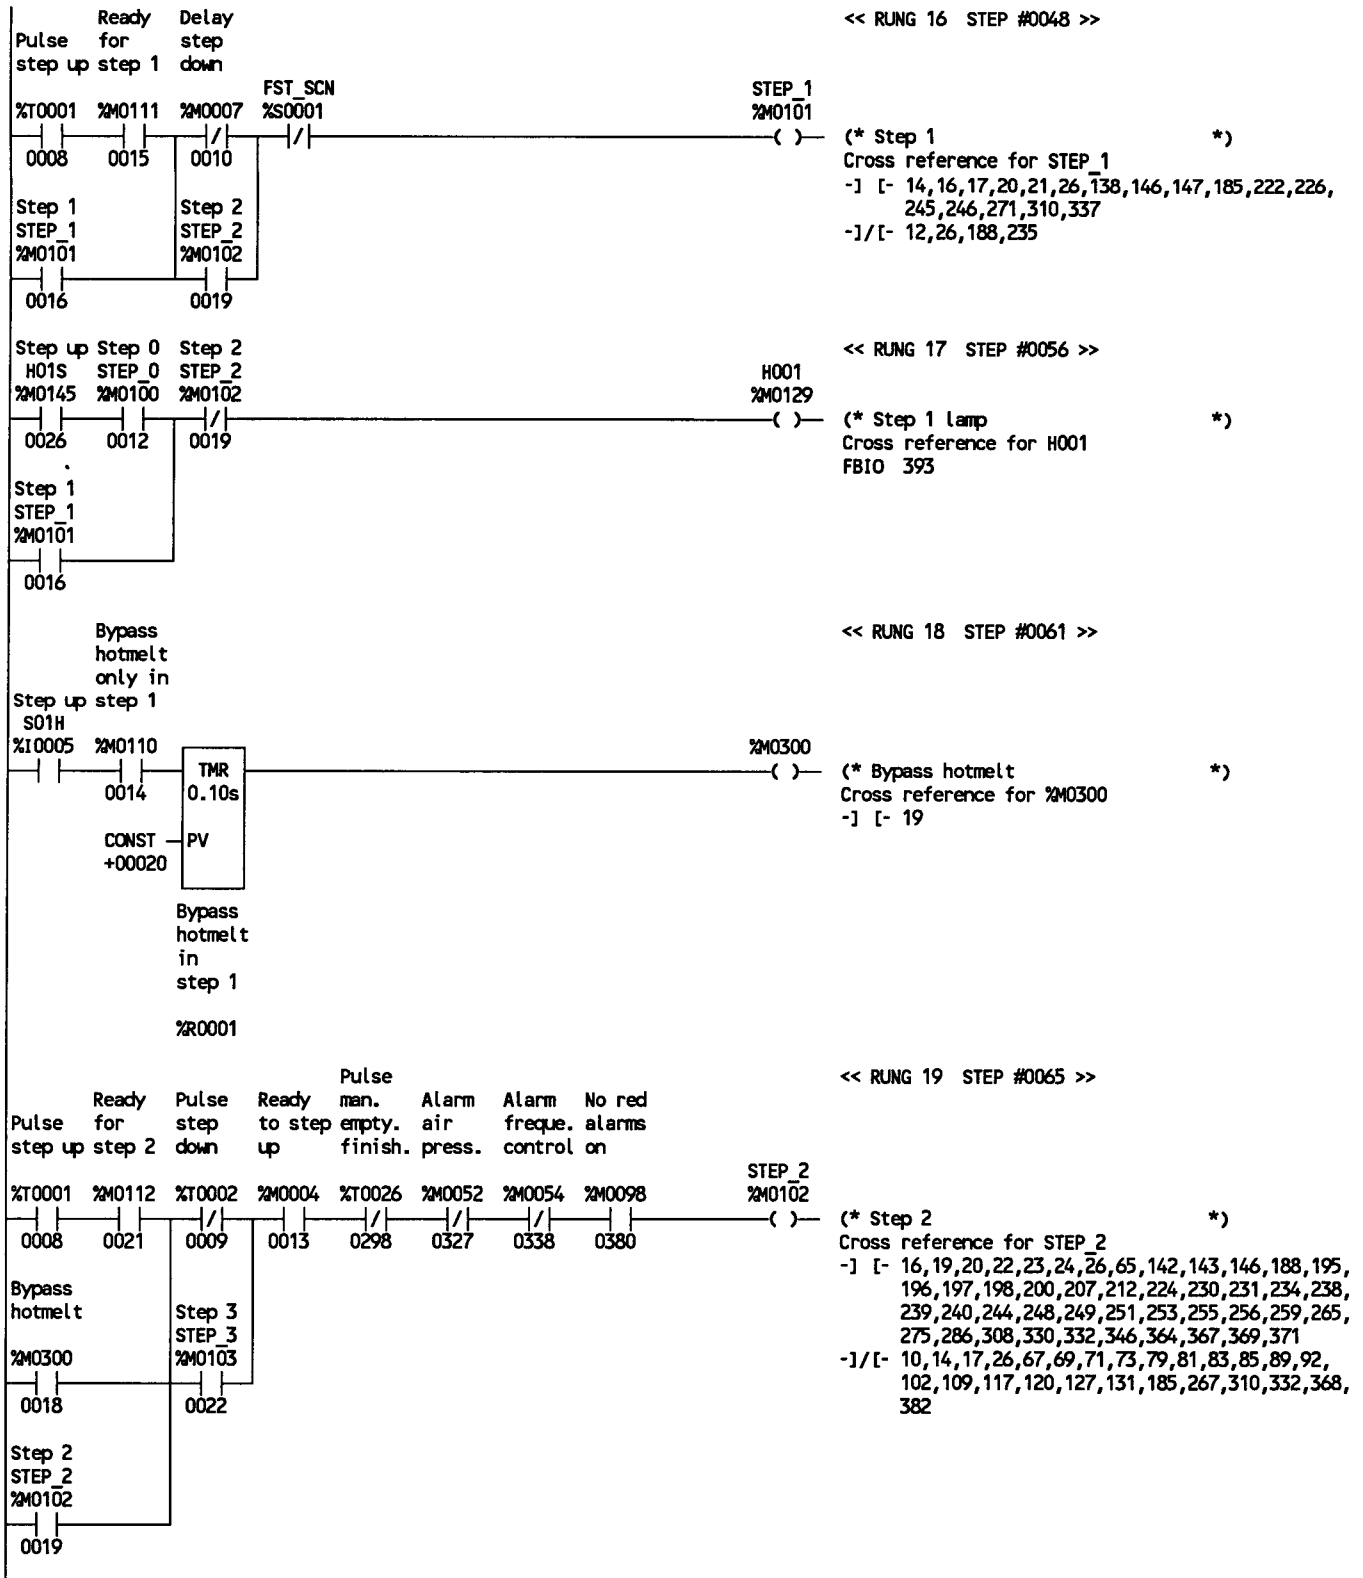 << RUNG 16 STEP #0048 >>
Ready Delay
Pulse for step
step up step 1 down
FST_SCN STEP_1
%T0001 %M0111 %M0007 %S0001 %M0101
(* Step 1 *)
0008 0015 0010 Cross reference for STEP_1
-] [- 14,16,17,20,21,26,138,146,147,185,222,226,
Step 1 Step 2 245,246,271,310,337
STEP_1 STEP_2 -]/[- 12,26,188,235
%M0101 %M0102
0016 0019
Step up Step 0 Step 2 << RUNG 17 STEP #0056 >>
H01S STEP_0 STEP_2 H001
%M0145 %M0100 %M0102 %M0129
(* Step 1 lamp *)
0026 0012 0019 Cross reference for H001
FBIO 393
Step 1
STEP_1
%M0101
0016
Bypass << RUNG 18 STEP #0061 >>
hotmelt
only in
Step up step 1
S01H
%I0005 %M0110 %M0300
TMR (* Bypass hotmelt *)
0014 0.10s Cross reference for %M0300
-] [- 19
CONST PV
+00020
Bypass
hotmelt
in
step 1
%R0001
Pulse << RUNG 19 STEP #0065 >>
Ready Pulse Ready man. Alarm Alarm No red
Pulse for step to step empty. air freque. alarms
step up step 2 down up finish. press. control on
STEP_2
%T0001 %M0112 %T0002 %M0004 %T0026 %M0052 %M0054 %M0098 %M0102
(* Step 2 *)
0008 0021 0009 0013 0298 0327 0338 0380 Cross reference for STEP_2
-] [- 16,19,20,22,23,24,26,65,142,143,146,188,195,
Bypass 196,197,198,200,207,212,224,230,231,234,238,
hotmelt Step 3 239,240,244,248,249,251,253,255,256,259,265,
STEP_3 275,286,308,330,332,346,364,367,369,371
%M0300 %M0103 -]/[- 10,14,17,26,67,69,71,73,79,81,83,85,89,92,
102,109,117,120,127,131,185,267,310,332,368,
0018 0022 382
Step 2
STEP_2
%M0102
0019